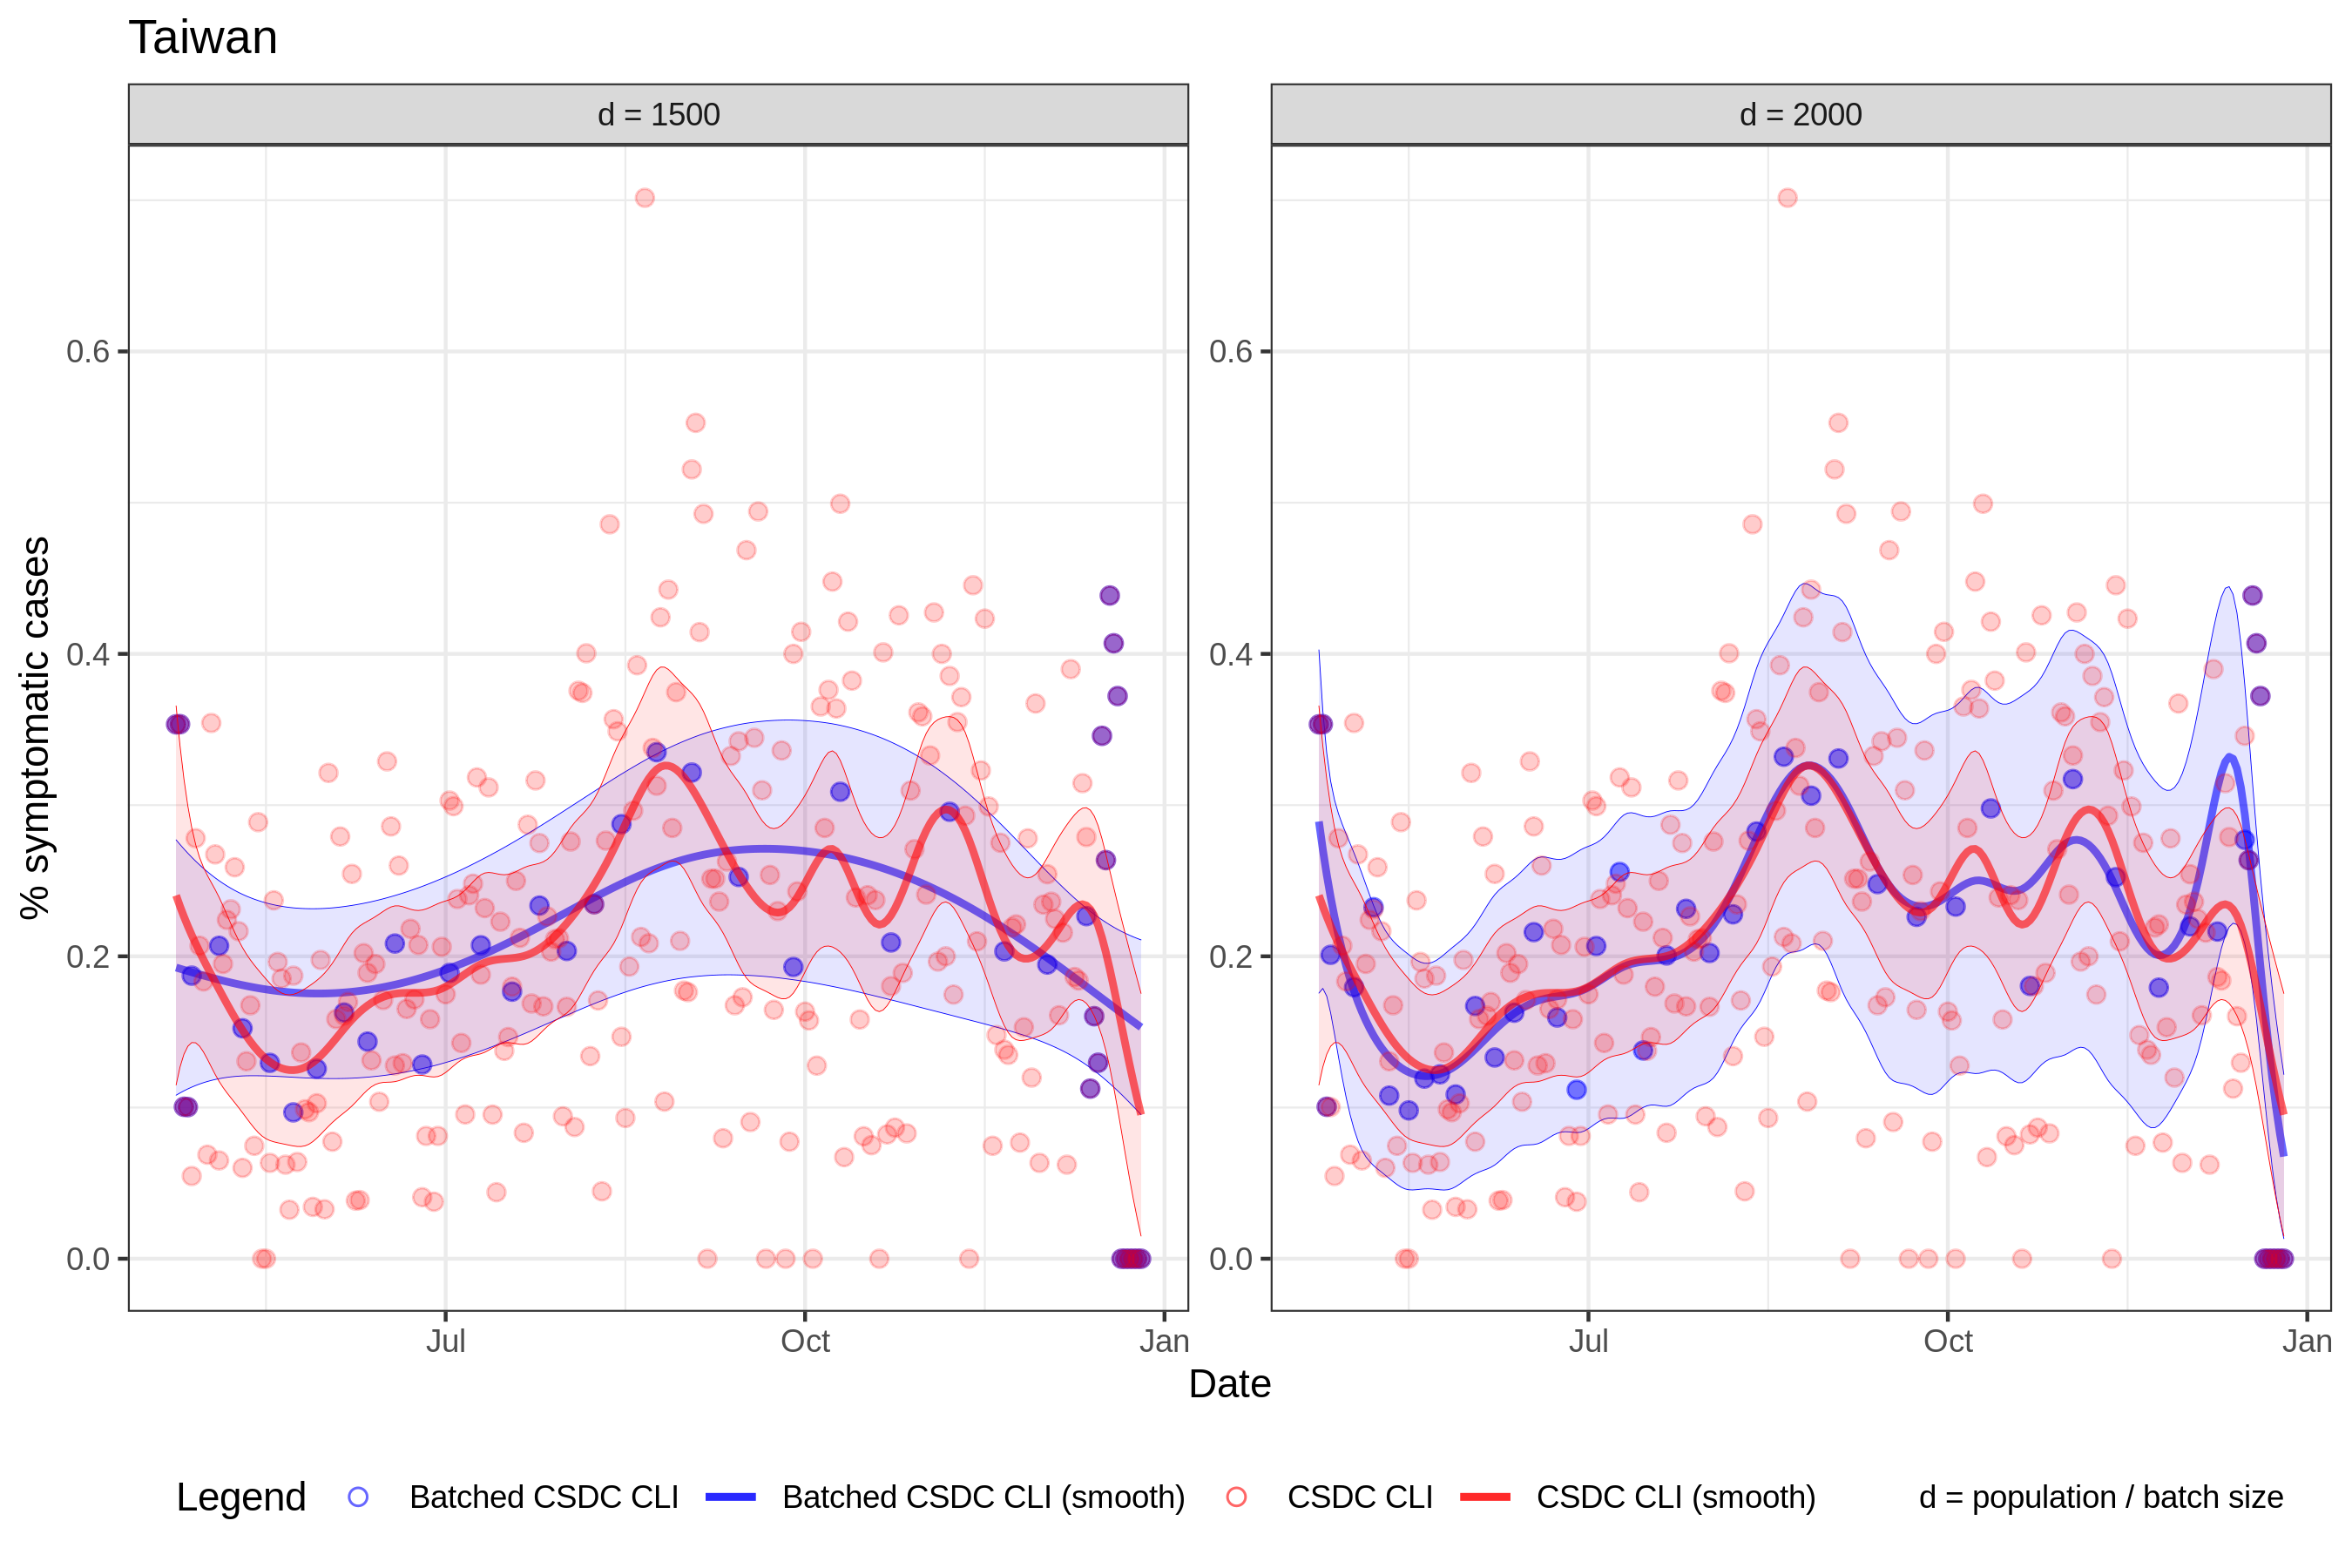 Taiwan
d = 1500
d = 2000
% symptomatic cases
0.6
0.4
0.2
0.0
0.6
0.4
0.2
0.0
Jul
Oct
Jan
Jul
Oct
Jan
Date
Legend
Batched CSDC CLI
Batched CSDC CLI (smooth)
CSDC CLI
CSDC CLI (smooth)
d = population / batch size